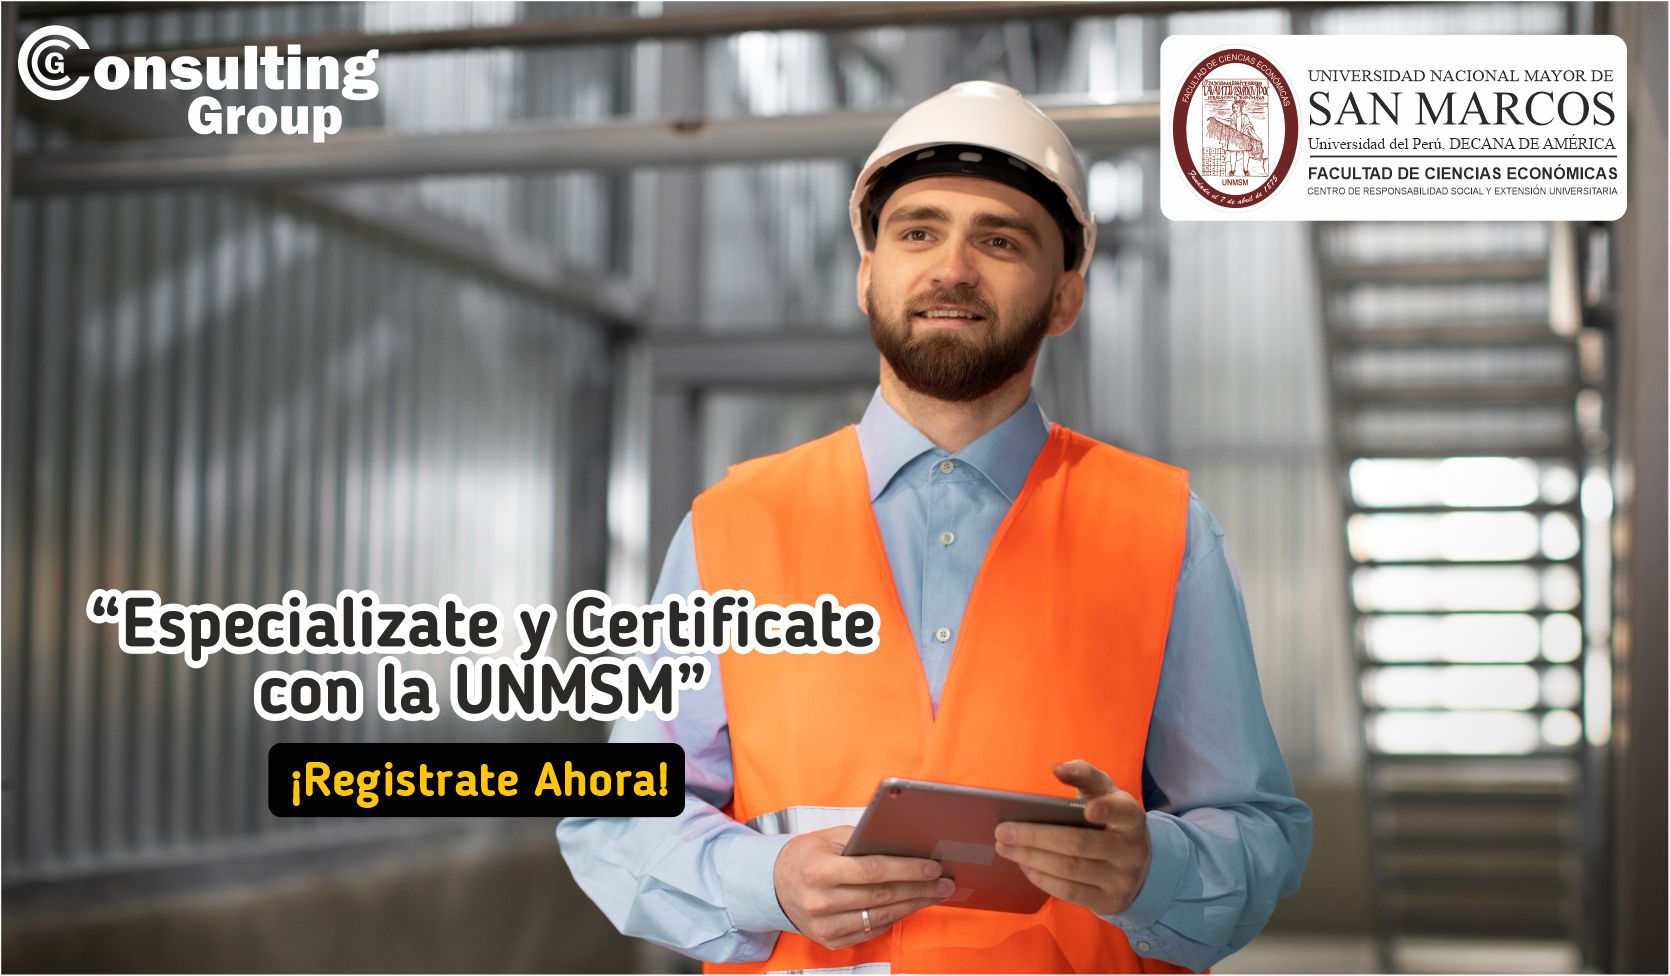 Consulting
Group
UNIVERSIDAD NACIONAL MAYOR DE
SAN MARCOS
Universidad del Perú, DECANA DE AMÉRICA
FACULTAD DE CIENCIAS ECONÓMICAS
CENTRO DE RESPONSABILIDAD SOCIAL Y EXTENSIÓN UNIVERSITARIA
FACULTAD DE CIENCIAS ECONÓMICAS
UNMSM
Fundada el 7 de abril de 1875
“Especializate y Certificate
con la UNMSM”
¡Registrate Ahora!